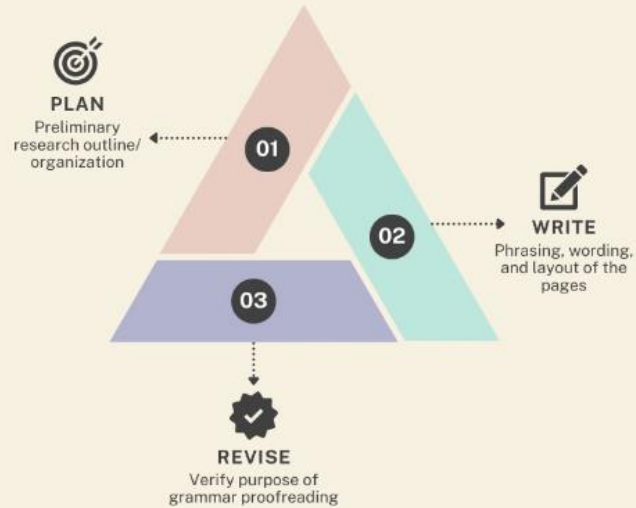 01
PLAN
Preliminary
research outline/
organization
02
WRITE
Phrasing, wording,
and layout of the
pages
03
REVISE
Verify purpose of
grammar proofreading